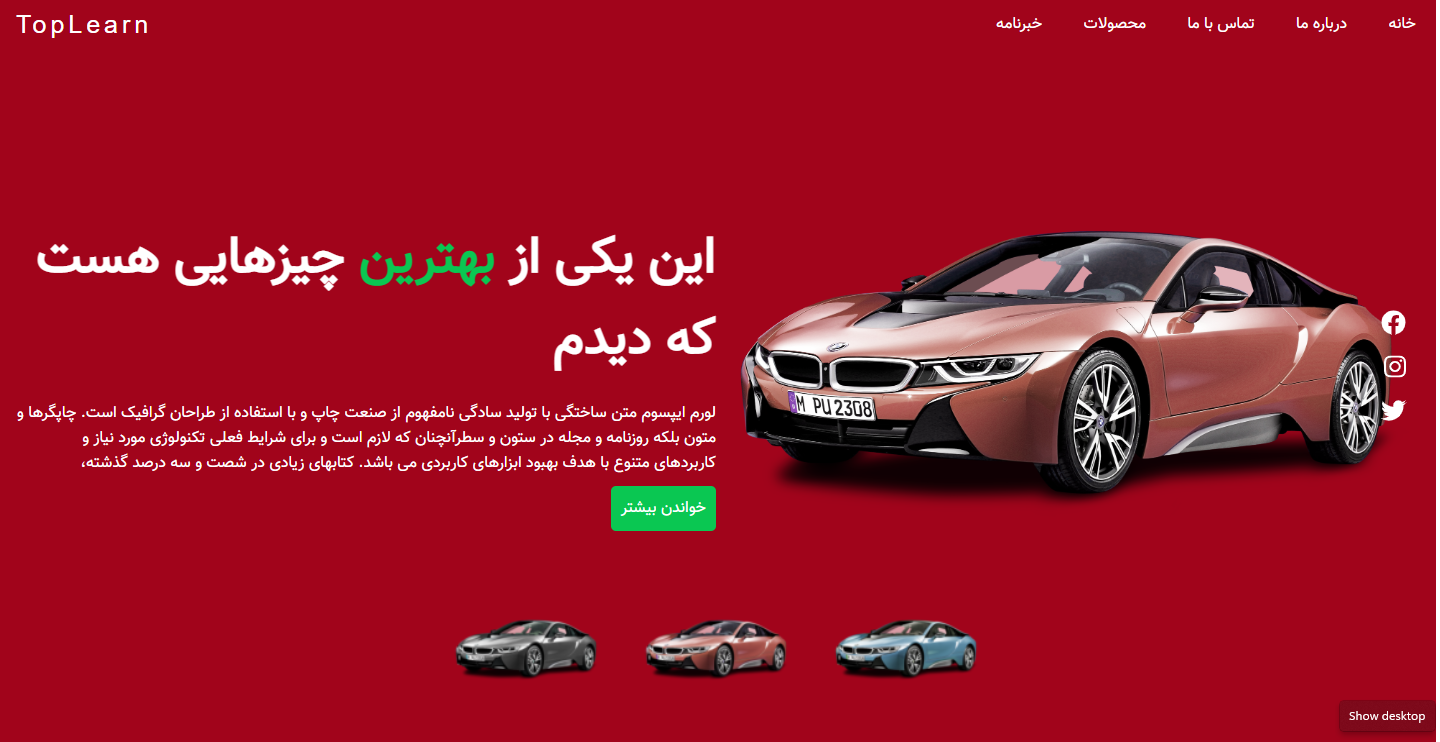 TopLearn
خانه
درباره ما
تماس با ما
محصولات
خبرنامه
این یکی از بهترین چیزهایی هست
که دیدم
لورم ایپسوم متن ساختگی با تولید سادگی نامفهوم از صنعت چاپ و با استفاده از طراحان گرافیک است. چاپگرها و
متون بلکه روزنامه و مجله در ستون و سطرآنچنان که لازم است و برای شرایط فعلی تکنولوژی مورد نیاز و
کاربردهای متنوع با هدف بهبود ابزارهای کاربردی می باشد. کتابهای زیادی در شصت و سه درصد گذشته،
خواندن بیشتر
M PU 2308
Show desktop